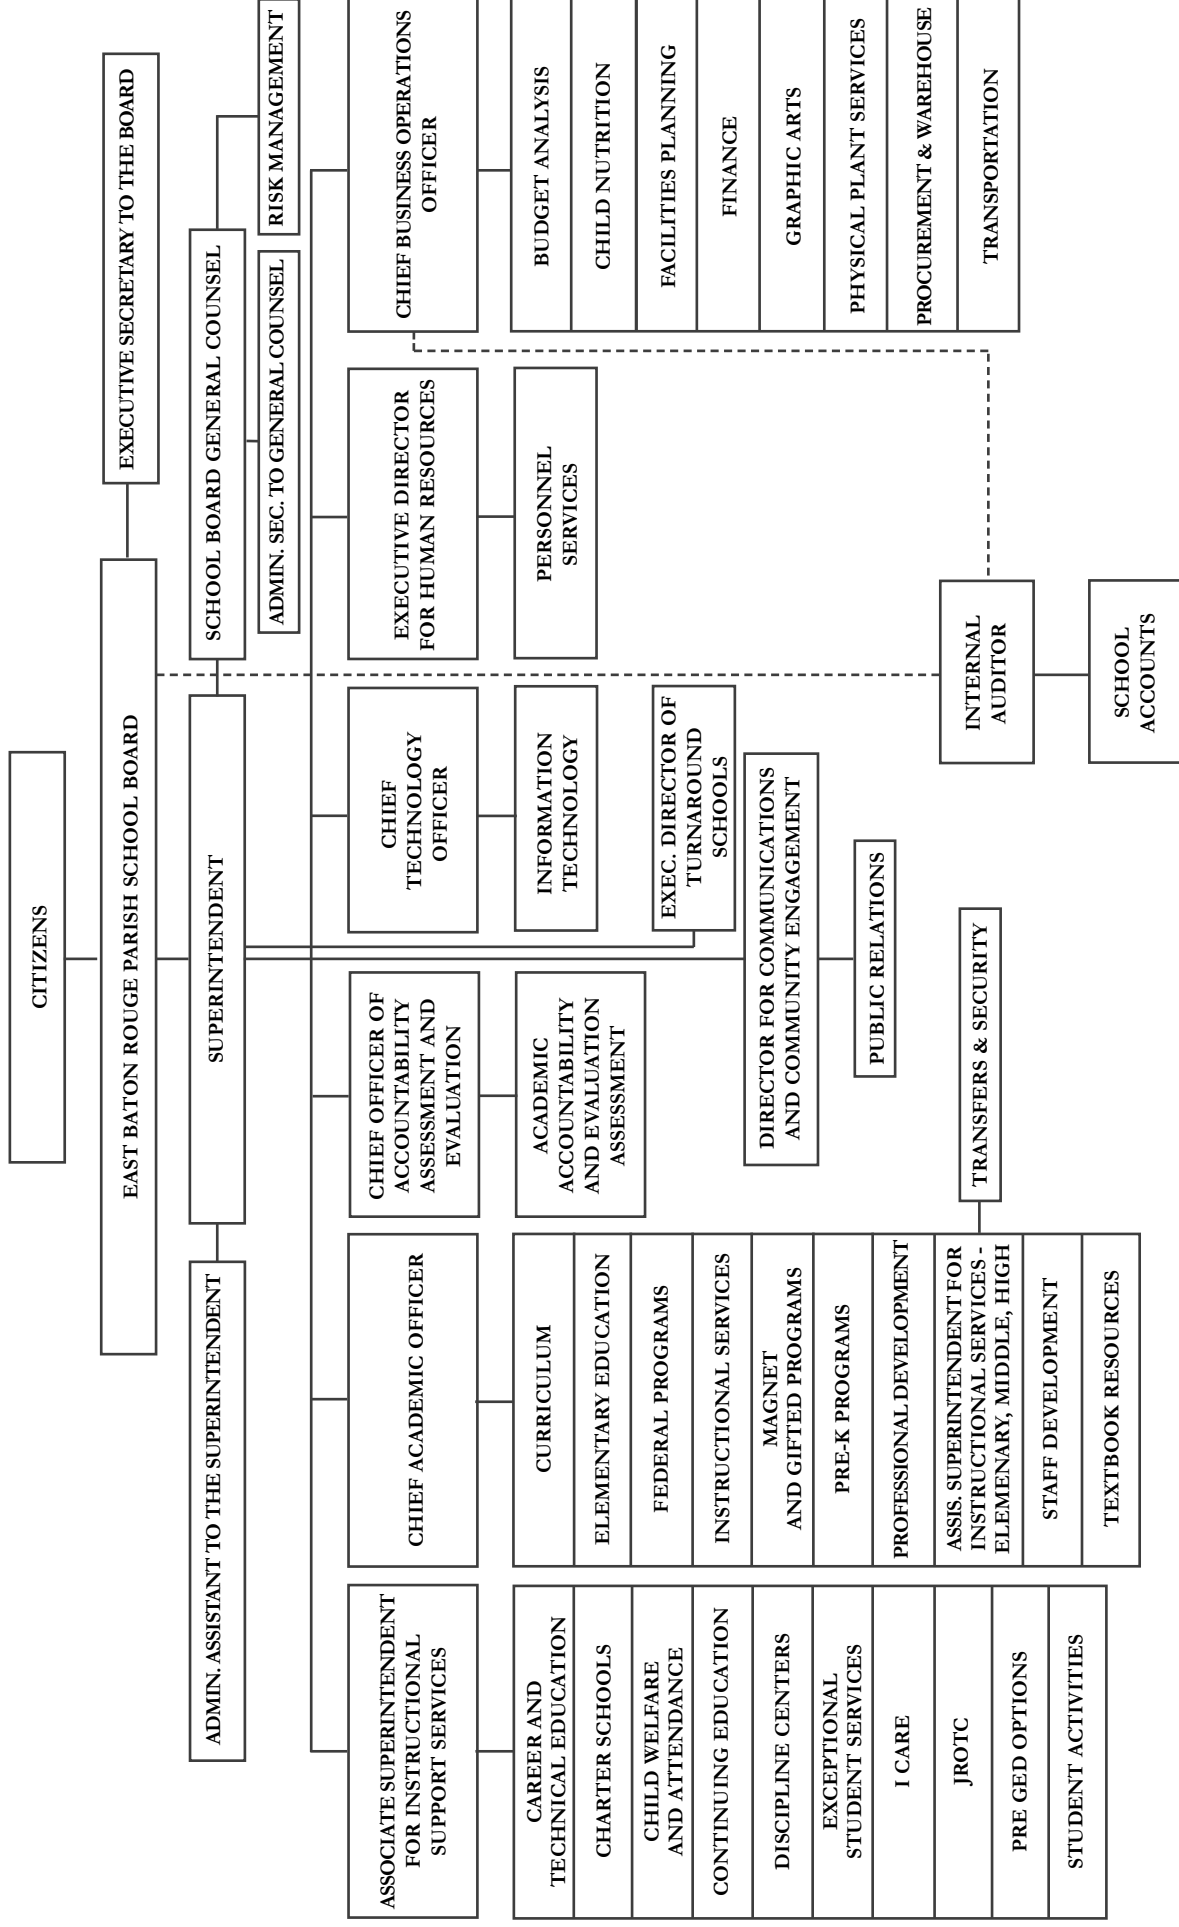 CITIZENS
EAST BATON ROUGE PARISH SCHOOL BOARD
EXECUTIVE SECRETARY TO THE BOARD
ADMIN. ASSISTANT TO THE SUPERINTENDENT
SUPERINTENDENT
SCHOOL BOARD GENERAL COUNSEL
ADMIN. SEC. TO GENERAL COUNSEL
RISK MANAGEMENT
ASSOCIATE SUPERINTENDENT
FOR INSTRUCTIONAL
SUPPORT SERVICES
CAREER AND
TECHNICAL EDUCATION
CHARTER SCHOOLS
CHILD WELFARE
AND ATTENDANCE
CONTINUING EDUCATION
DISCIPLINE CENTERS
EXCEPTIONAL
STUDENT SERVICES
I CARE
JROTC
PRE GED OPTIONS
STUDENT ACTIVITIES
CHIEF ACADEMIC OFFICER
CURRICULUM
ELEMENTARY EDUCATION
FEDERAL PROGRAMS
INSTRUCTIONAL SERVICES
MAGNET
AND GIFTED PROGRAMS
PRE-K PROGRAMS
PROFESSIONAL DEVELOPMENT
ASSIS. SUPERINTENDENT FOR
INSTRUCTIONAL SERVICES -
ELEMENARY, MIDDLE, HIGH
STAFF DEVELOPMENT
TEXTBOOK RESOURCES
TRANSFERS & SECURITY
CHIEF OFFICER OF
ACCOUNTABILITY
ASSESSMENT AND
EVALUATION
ACADEMIC
ACCOUNTABILITY
AND EVALUATION
ASSESSMENT
DIRECTOR FOR COMMUNICATIONS
AND COMMUNITY ENGAGEMENT
PUBLIC RELATIONS
CHIEF
TECHNOLOGY
OFFICER
INFORMATION
TECHNOLOGY
EXEC. DIRECTOR OF
TURNAROUND
SCHOOLS
EXECUTIVE DIRECTOR
FOR HUMAN RESOURCES
PERSONNEL
SERVICES
INTERNAL
AUDITOR
SCHOOL
ACCOUNTS
CHIEF BUSINESS OPERATIONS
OFFICER
BUDGET ANALYSIS
CHILD NUTRITION
FACILITIES PLANNING
FINANCE
GRAPHIC ARTS
PHYSICAL PLANT SERVICES
PROCUREMENT & WAREHOUSE
TRANSPORTATION